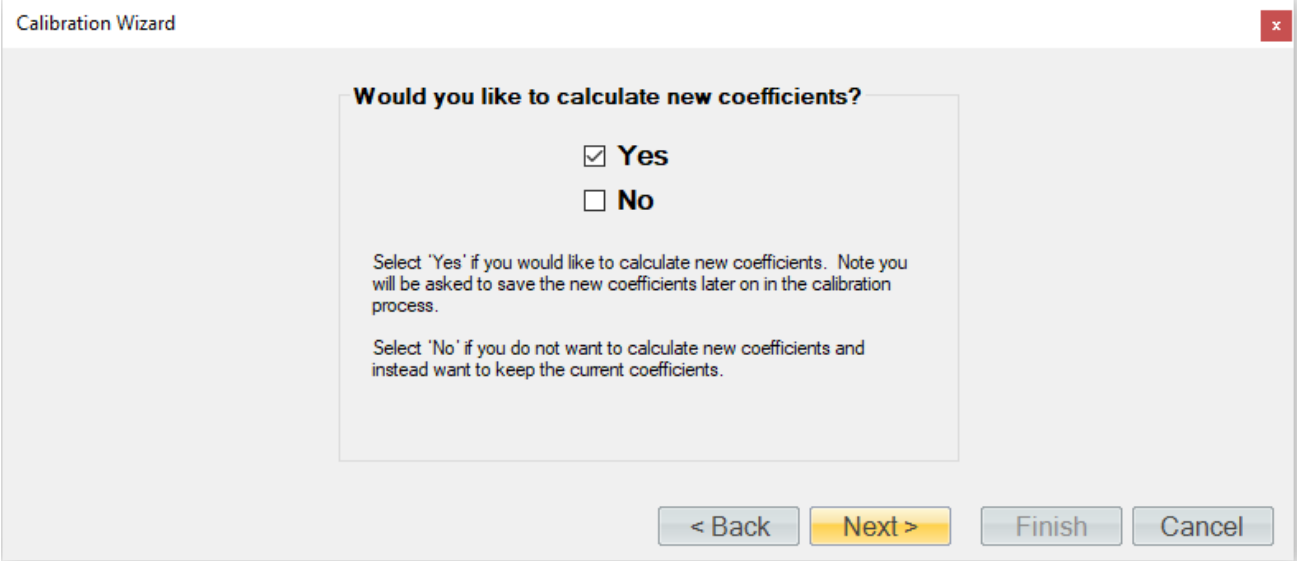 Calibration Wizard
x
Would you like to calculate new coefficients?
Yes
No
Select 'Yes' if you would like to calculate new coefficients.  Note you
will be asked to save the new coefficients later on in the calibration
process.
Select 'No' if you do not want to calculate new coefficients and
instead want to keep the current coefficients.
< Back
Next >
Finish
Cancel